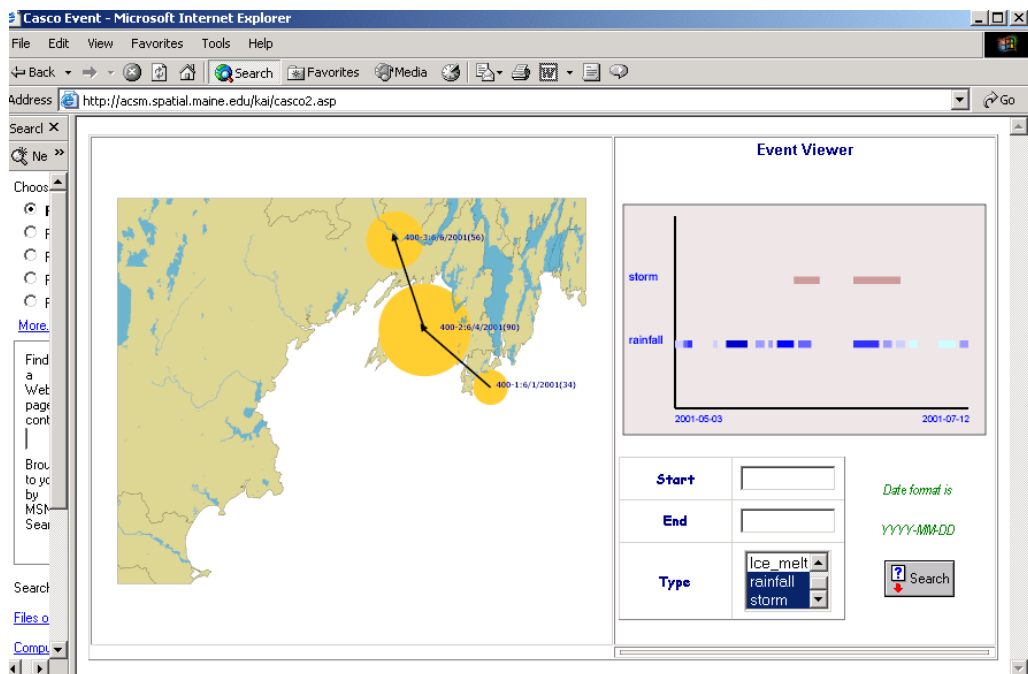 Casco Event - Microsoft Internet Explorer
File Edit View Favorites Tools Help
Back Search Favorites Media
Address http://acsm.spatial.maine.edu/kai/casco2.asp Go
Searcl X
Ne »
Choos
More.
Find
a
Web
page
cont
Brou
to yo
by
MSN
Sear
Search
Files o
Compu
400-3:6/6/2001(56)
400-2:6/4/2001(90)
400-1:6/1/2001(34)
Event Viewer
storm
rainfall
2001-05-03 2001-07-12
Start
End
Type
Ice_melt
rainfall
storm
Date format is
YYYY-MM-DD
Search